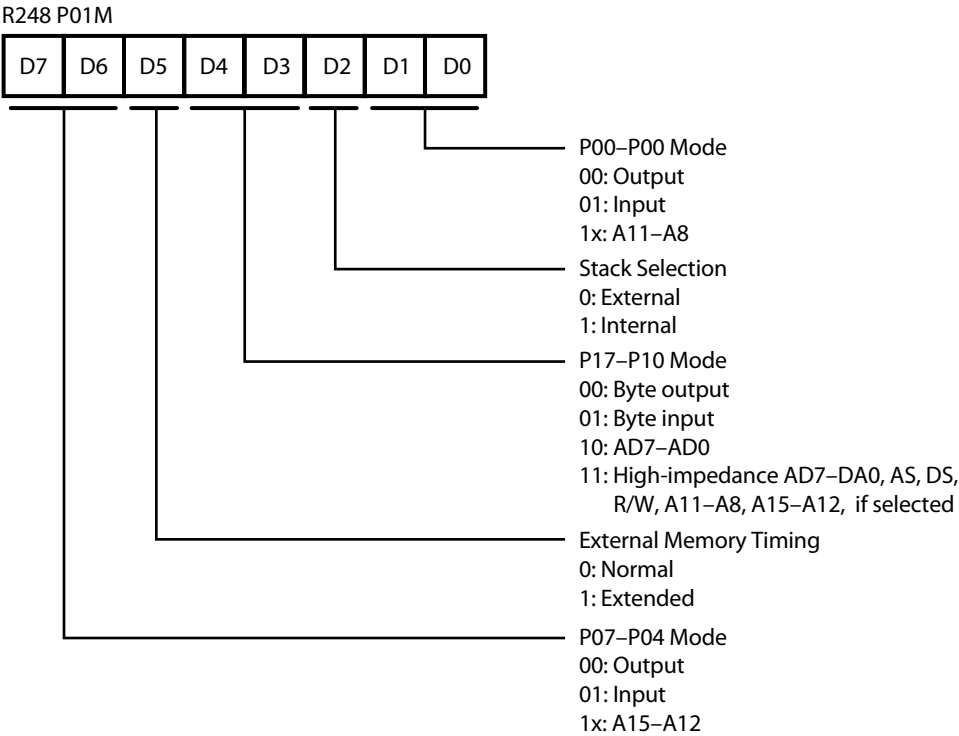 R248 P01M
D7 D6 D5 D4 D3 D2 D1 D0
P00–P00 Mode
00: Output
01: Input
1x: A11–A8
Stack Selection
0: External
1: Internal
P17–P10 Mode
00: Byte output
01: Byte input
10: AD7–AD0
11: High-impedance AD7–DA0, AS, DS,
R/W, A11–A8, A15–A12, if selected
External Memory Timing
0: Normal
1: Extended
P07–P04 Mode
00: Output
01: Input
1x: A15–A12